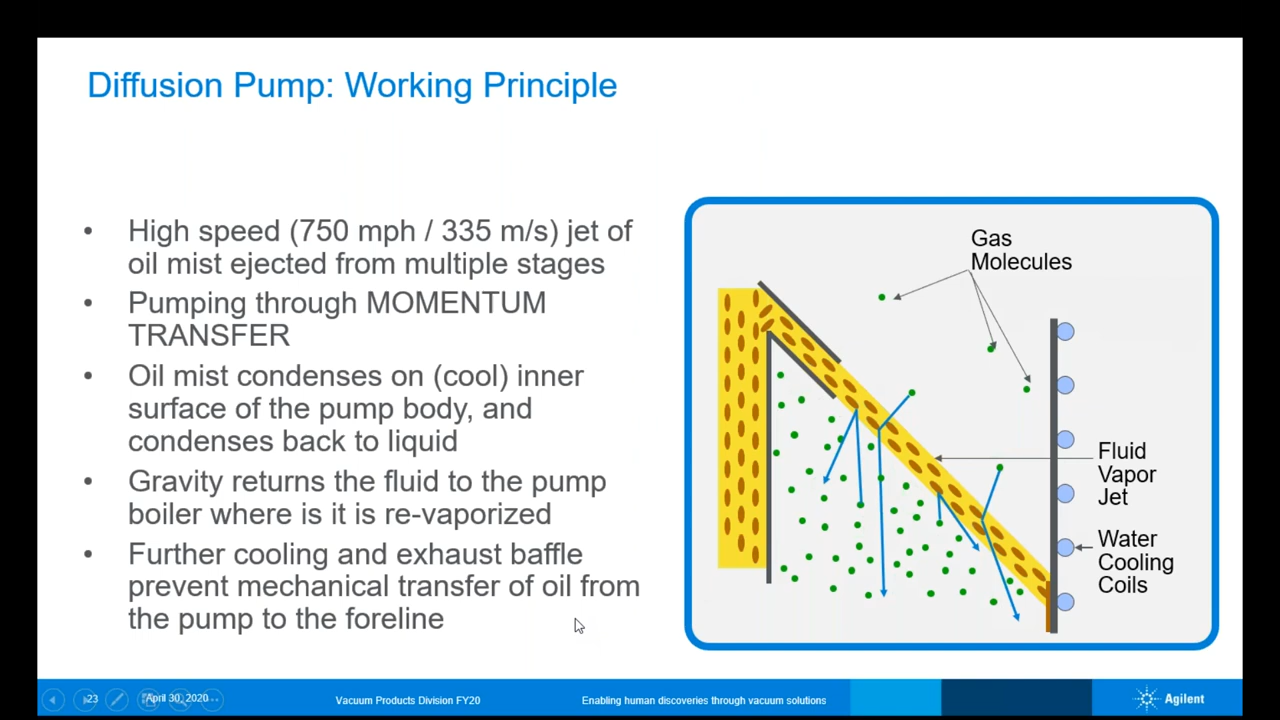 Diffusion Pump: Working Principle
• High speed (750 mph / 335 m/s) jet of
oil mist ejected from multiple stages
• Pumping through MOMENTUM
TRANSFER
• Oil mist condenses on (cool) inner
surface of the pump body, and
condenses back to liquid
• Gravity returns the fluid to the pump
boiler where is it is re-vaporized
• Further cooling and exhaust baffle
prevent mechanical transfer of oil from
the pump to the foreline
Gas
Molecules
Fluid
Vapor
Jet
Water
Cooling
Coils
23
April 30, 2020
Vacuum Products Division FY20
Enabling human discoveries through vacuum solutions
Agilent